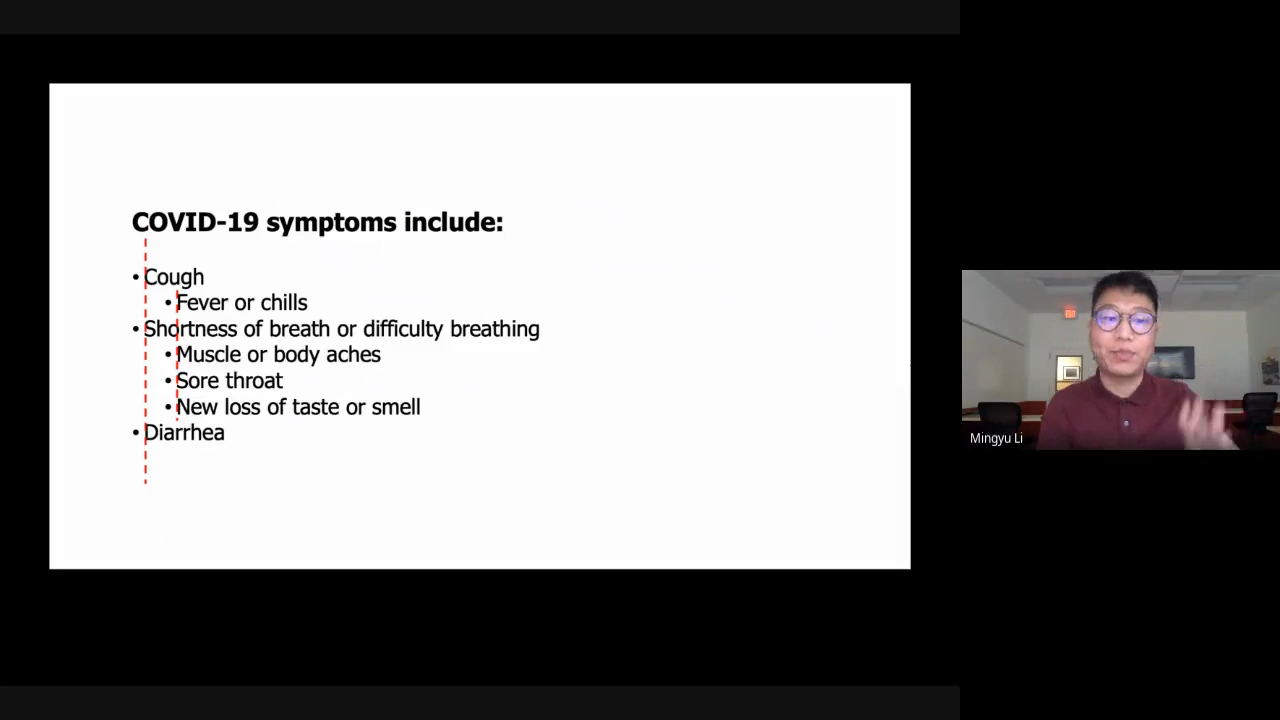 COVID-19 symptoms include:
• Cough
• Fever or chills
• Shortness of breath or difficulty breathing
• Muscle or body aches
• Sore throat
• New loss of taste or smell
• Diarrhea
Mingyu Li